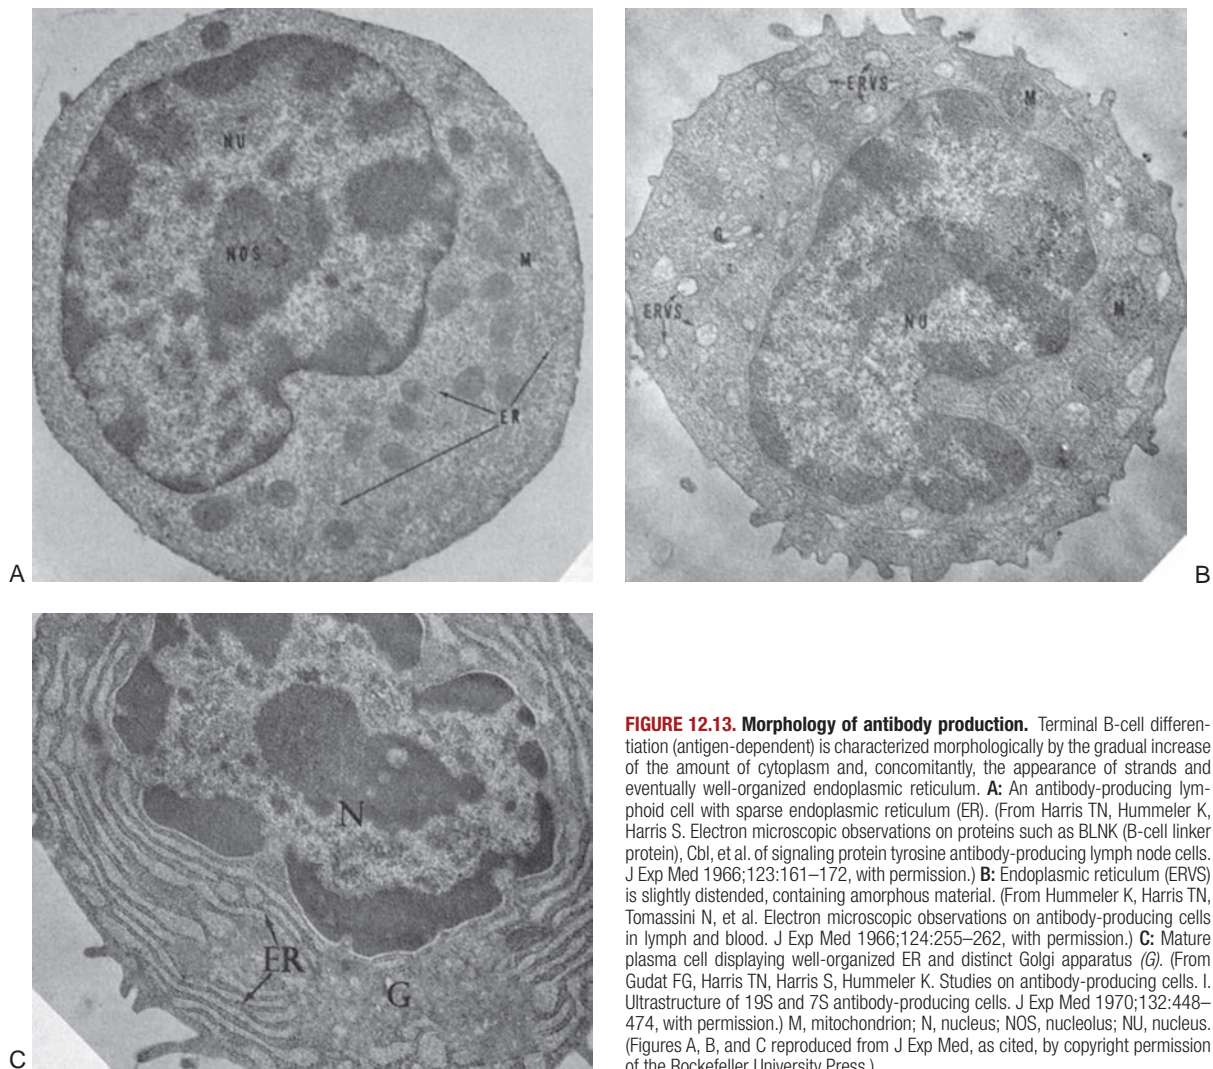 NU
NOS
M
ER
A
ERVS
M
G
ERVS
NU
M
B
N
ER
G
C
FIGURE 12.13. Morphology of antibody production. Terminal B-cell differen-
tiation (antigen-dependent) is characterized morphologically by the gradual increase
of the amount of cytoplasm and, concomitantly, the appearance of strands and
eventually well-organized endoplasmic reticulum. A: An antibody-producing lym-
phoid cell with sparse endoplasmic reticulum (ER). (From Harris TN, Hummeler K,
Harris S. Electron microscopic observations on proteins such as BLNK (B-cell linker
protein), Cbl, et al. of signaling protein tyrosine antibody-producing lymph node cells.
J Exp Med 1966;123:161–172, with permission.) B: Endoplasmic reticulum (ERVS)
is slightly distended, containing amorphous material. (From Hummeler K, Harris TN,
Tomassini N, et al. Electron microscopic observations on antibody-producing cells
in lymph and blood. J Exp Med 1966;124:255–262, with permission.) C: Mature
plasma cell displaying well-organized ER and distinct Golgi apparatus (G). (From
Gudat FG, Harris TN, Harris S, Hummeler K. Studies on antibody-producing cells. I.
Ultrastructure of 19S and 7S antibody-producing cells. J Exp Med 1970;132:448–
474, with permission.) M, mitochondrion; N, nucleus; NOS, nucleolus; NU, nucleus.
(Figures A, B, and C reproduced from J Exp Med, as cited, by copyright permission
of the Rockefeller University Press.)